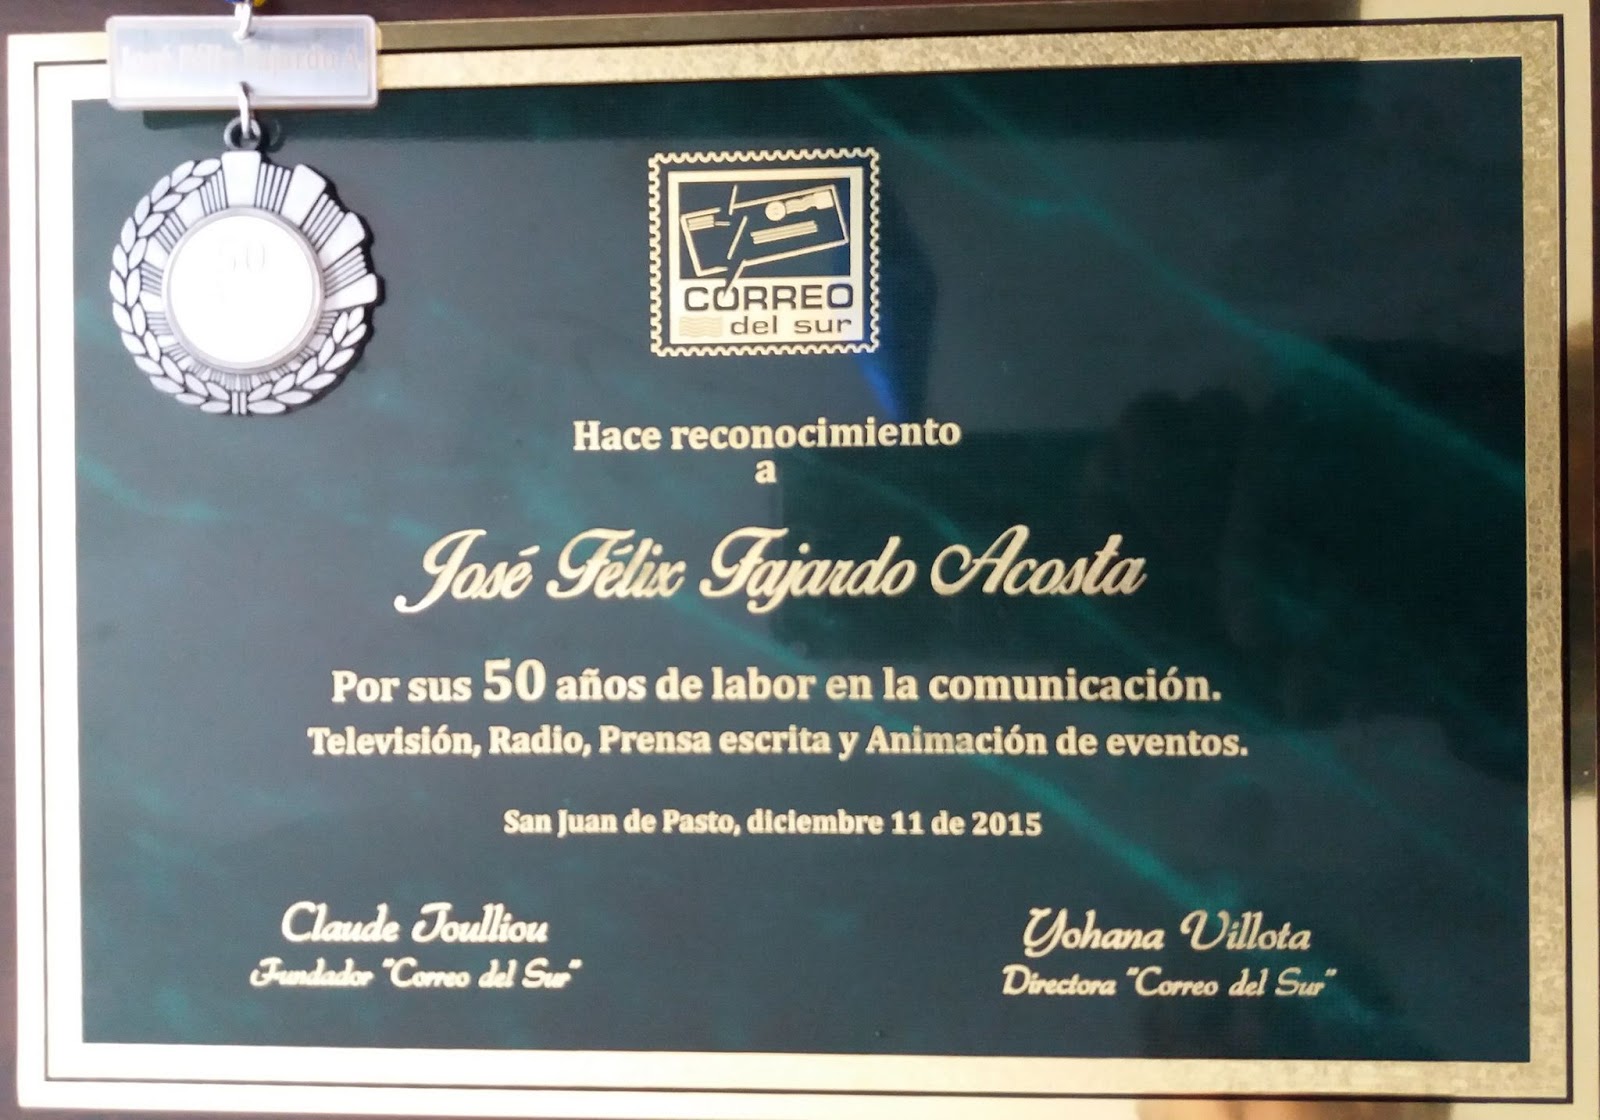 José Félix Fajardo A
50
CORREO
del sur
Hace reconocimiento
a
José Félix Fajardo Acosta
Por sus 50 años de labor en la comunicación.
Televisión, Radio, Prensa escrita y Animación de eventos.
San Juan de Pasto, diciembre 11 de 2015
Claude Joulliou
Fundador "Correo del Sur"
Yohana Villota
Directora "Correo del Sur"